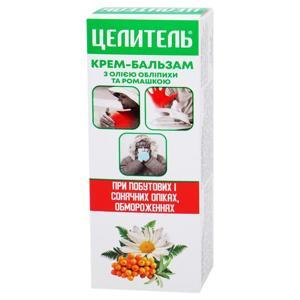 ЦЕЛИТЕЛЬ®
КРЕМ-БАЛЬЗАМ
З ОЛІЄЮ ОБЛІПИХИ
ТА РОМАШКОЮ
ПРИ ПОБУТОВИХ І
СОНЯЧНИХ ОПІКАХ,
ОБМОРОЖЕННЯХ